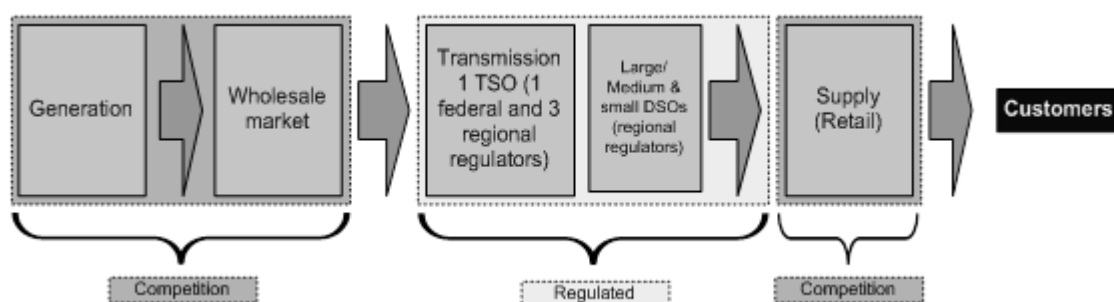 Generation
Wholesale
market
Transmission
1 TSO (1
federal and 3
regional
regulators)
Large/
Medium &
small DSOs
(regional
regulators)
Supply
(Retail)
Customers
Competition
Regulated
Competition